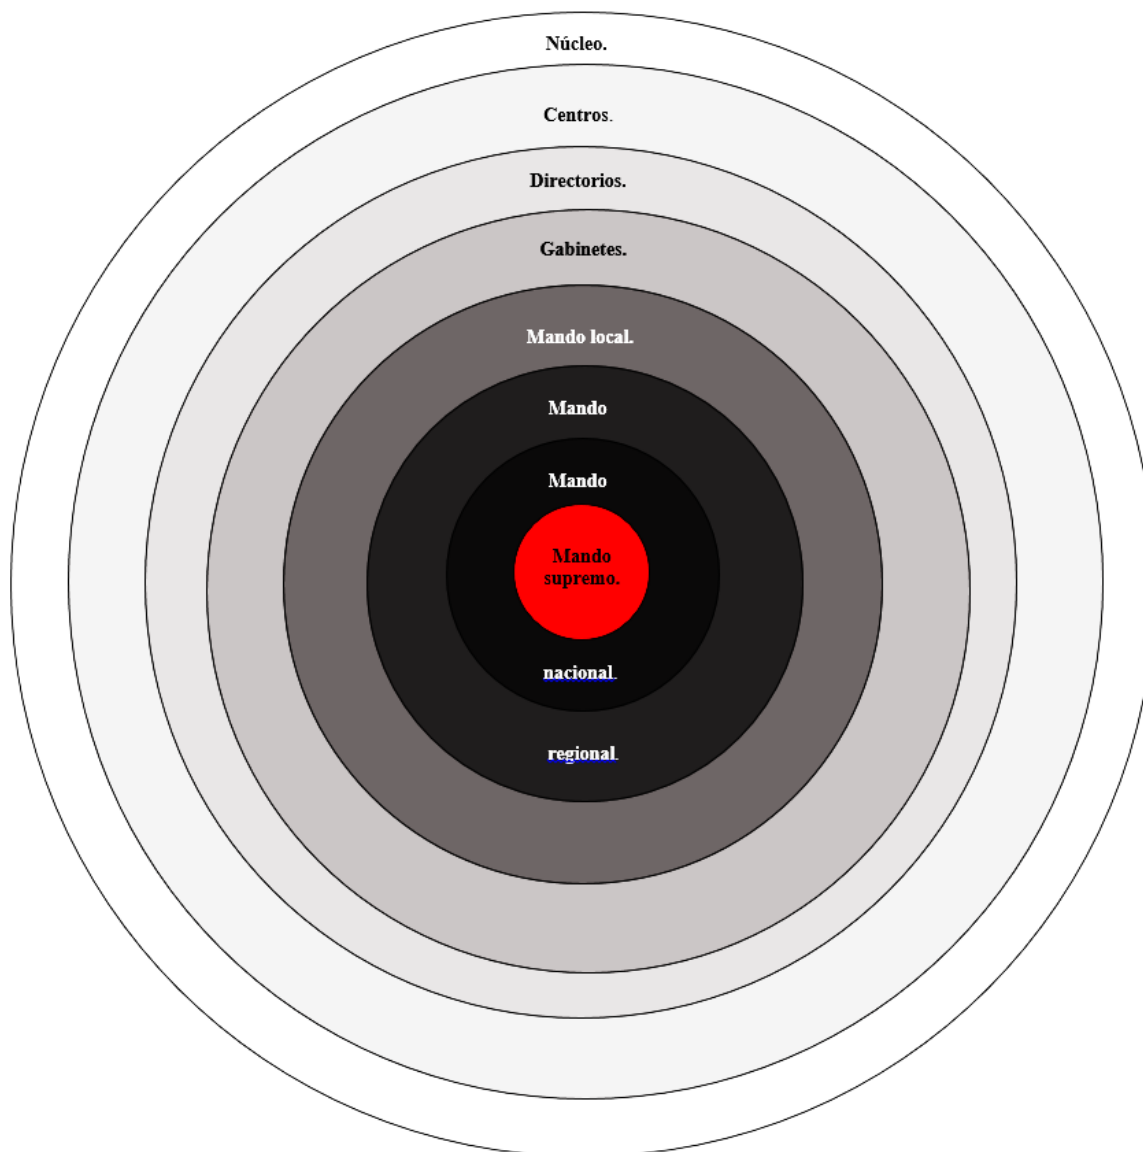 Núcleo.
Centros.
Directorios.
Gabinetes.
Mando local.
Mando
Mando
Mando
supremo.
nacional.
regional.